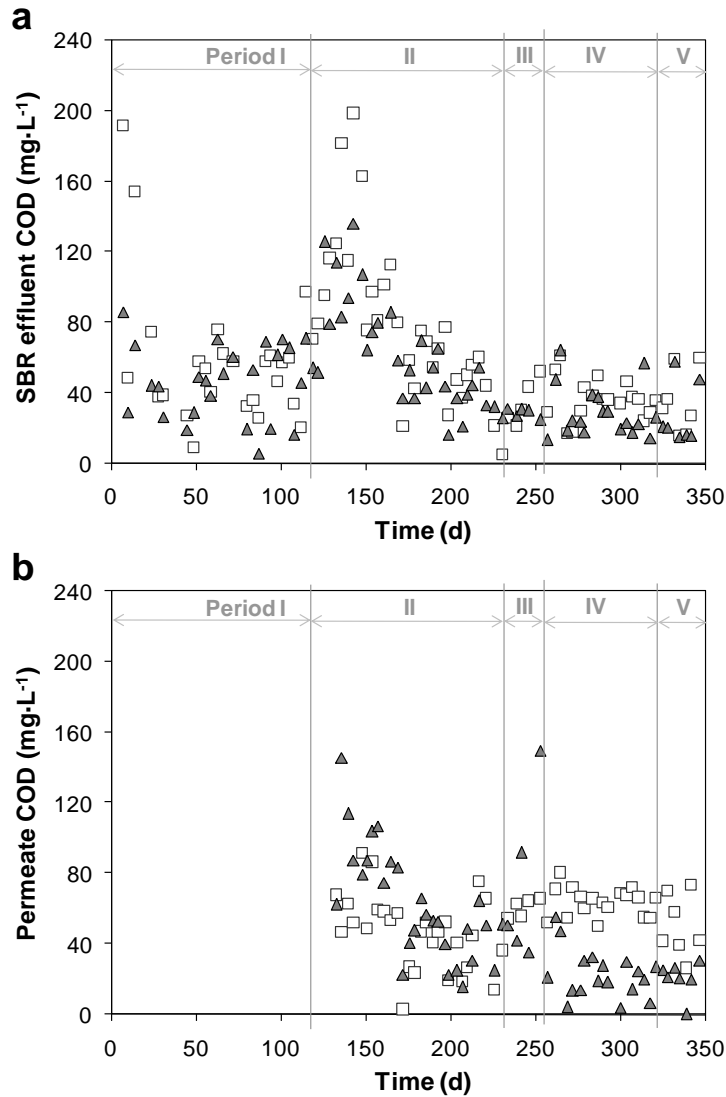 a
240
200
160
120
80
40
0
SBR effluent COD (mg·L⁻¹)
Period I
II
III
IV
V
0 50 100 150 200 250 300 350
Time (d)
b
240
200
160
120
80
40
0
Permeate COD (mg·L⁻¹)
Period I
II
III
IV
V
0 50 100 150 200 250 300 350
Time (d)